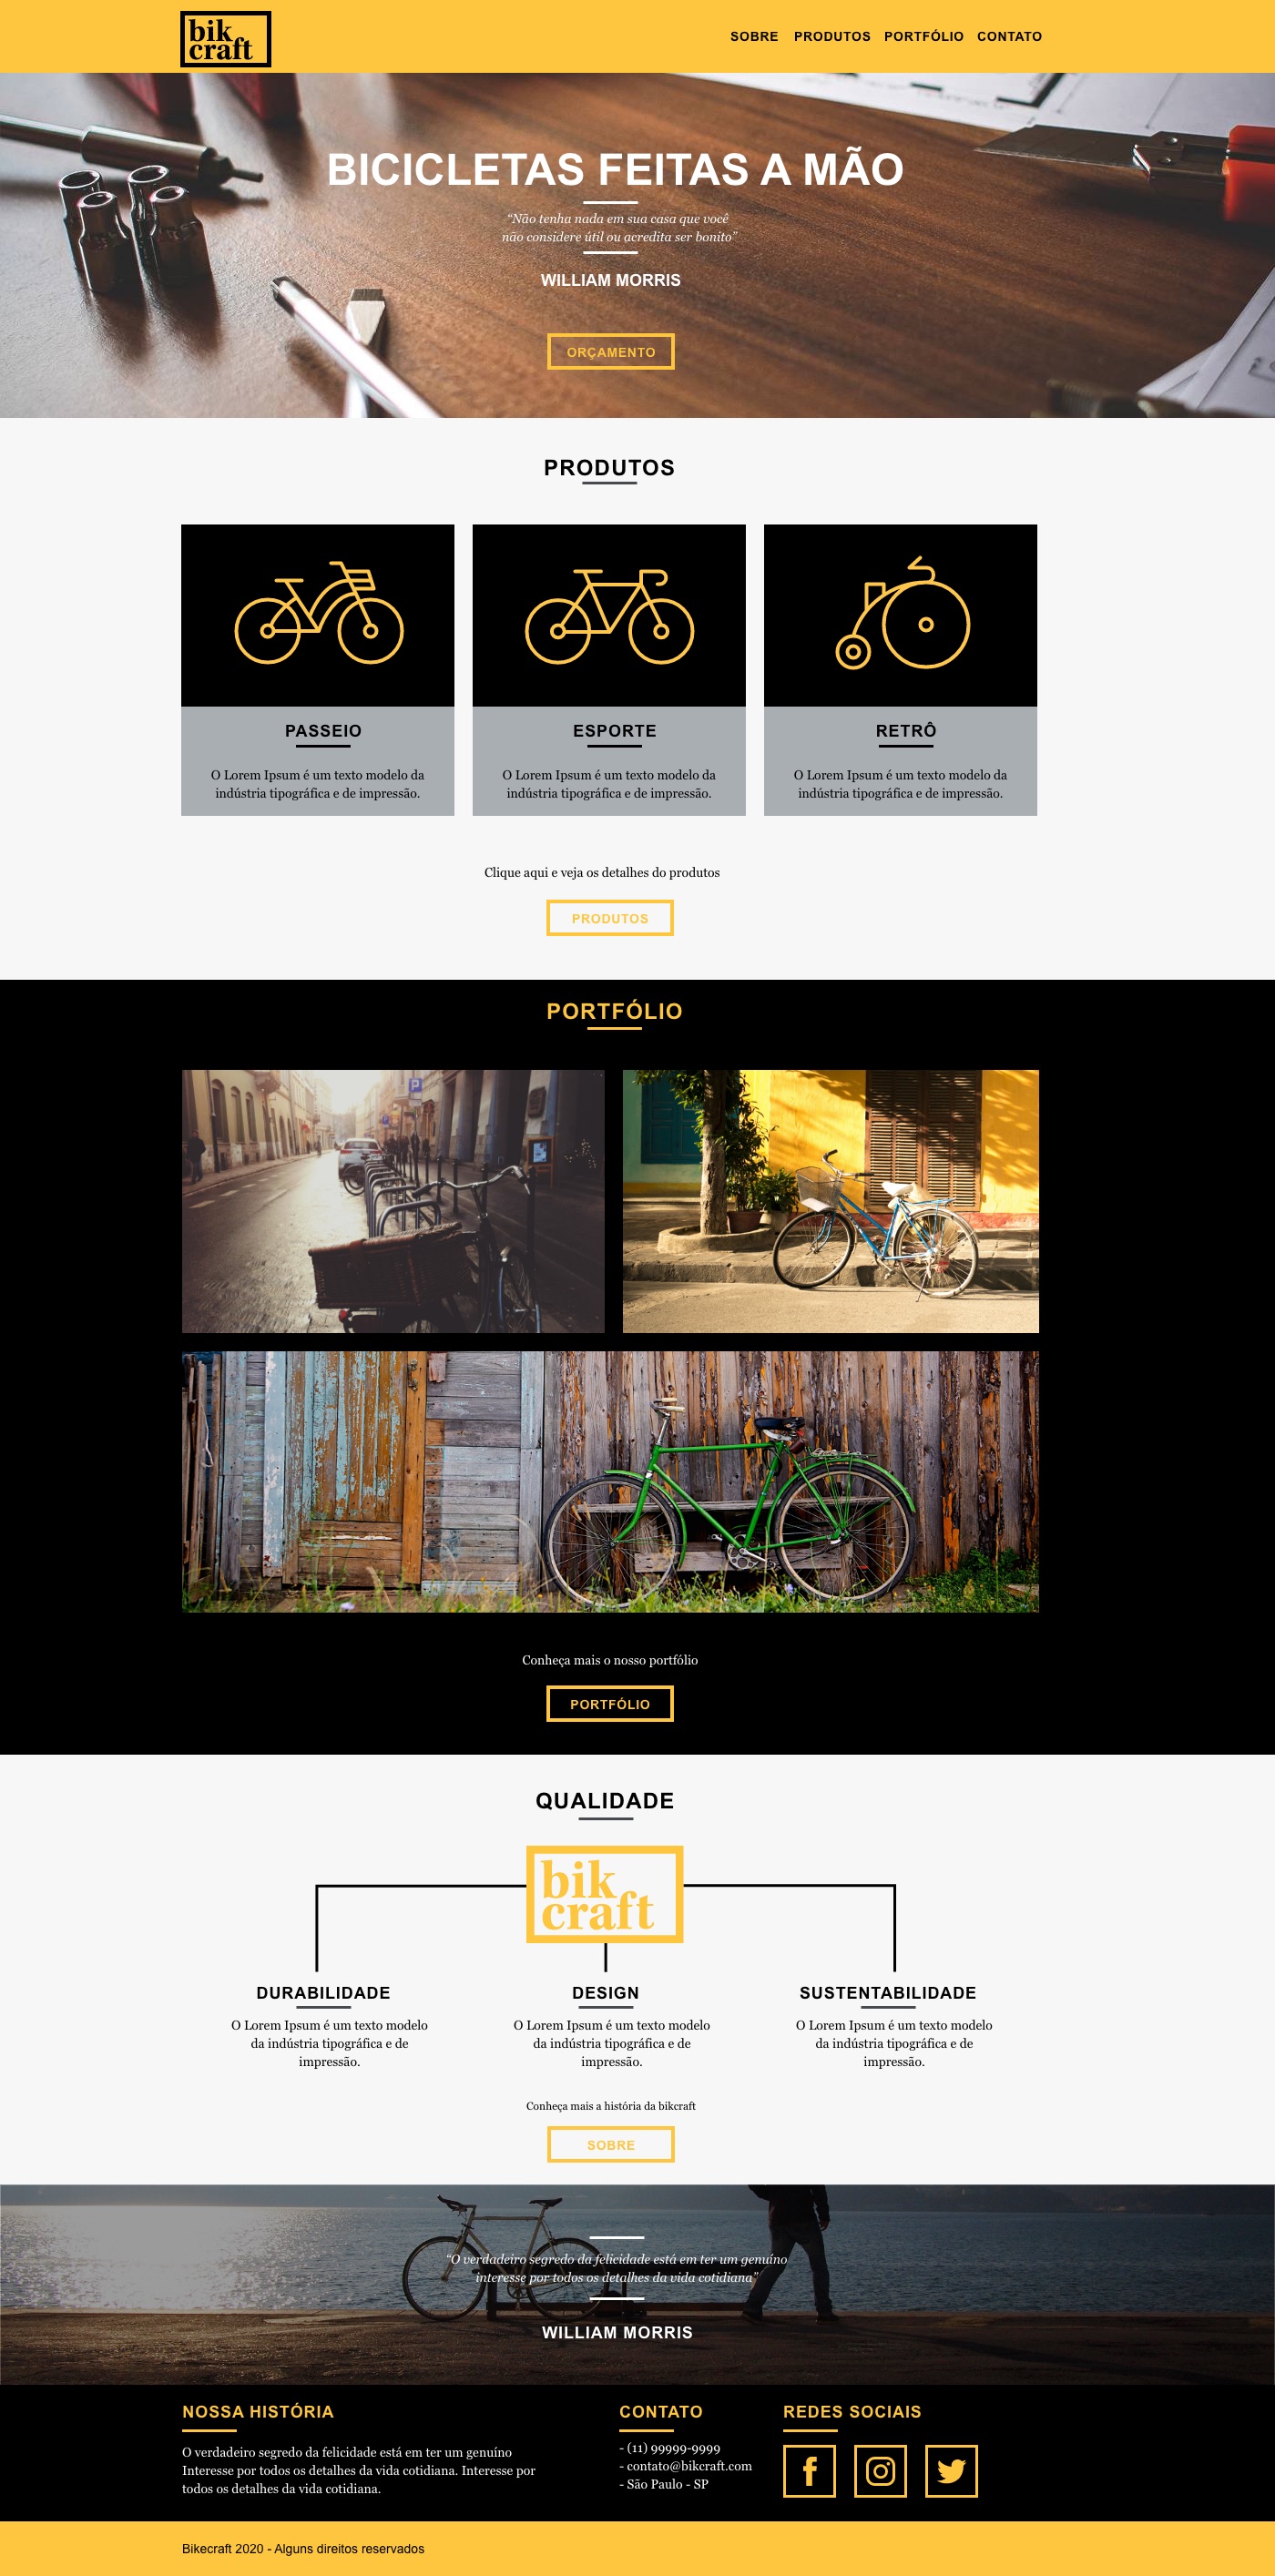 bik
craft
SOBRE PRODUTOS PORTFÓLIO CONTATO
BICICLETAS FEITAS A MÃO
“Não tenha nada em sua casa que você
não considere útil ou acredita ser bonito”
WILLIAM MORRIS
ORÇAMENTO
PRODUTOS
PASSEIO
O Lorem Ipsum é um texto modelo da
indústria tipográfica e de impressão.
ESPORTE
O Lorem Ipsum é um texto modelo da
indústria tipográfica e de impressão.
RETRÔ
O Lorem Ipsum é um texto modelo da
indústria tipográfica e de impressão.
Clique aqui e veja os detalhes do produtos
PRODUTOS
PORTFÓLIO
P
Conheça mais o nosso portfólio
PORTFÓLIO
QUALIDADE
bik
craft
DURABILIDADE
O Lorem Ipsum é um texto modelo
da indústria tipográfica e de
impressão.
DESIGN
O Lorem Ipsum é um texto modelo
da indústria tipográfica e de
impressão.
SUSTENTABILIDADE
O Lorem Ipsum é um texto modelo
da indústria tipográfica e de
impressão.
Conheça mais a história da bikcraft
SOBRE
“O verdadeiro segredo da felicidade está em ter um genuíno
interesse por todos os detalhes da vida cotidiana”
WILLIAM MORRIS
NOSSA HISTÓRIA
O verdadeiro segredo da felicidade está em ter um genuíno
Interesse por todos os detalhes da vida cotidiana. Interesse por
todos os detalhes da vida cotidiana.
CONTATO
- (11) 99999-9999
- contato@bikcraft.com
- São Paulo - SP
REDES SOCIAIS
Bikecraft 2020 - Alguns direitos reservados